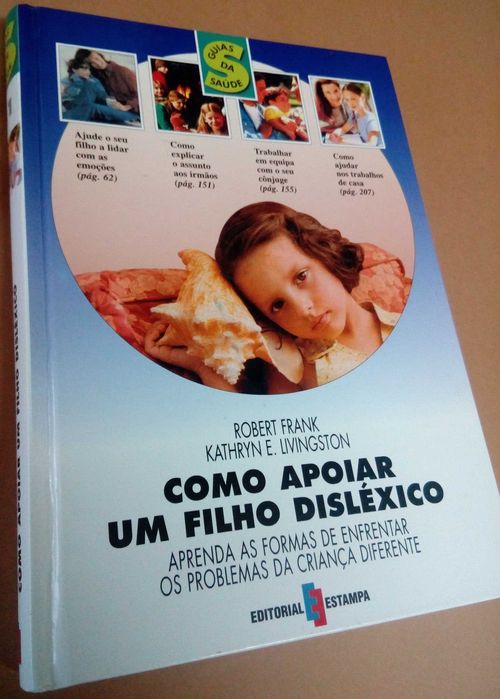 GUIAS
DA
SAÚDE
S
Ajude o seu
filho a lidar
com as
emoções
(pág. 62)
Como
explicar
o assunto
aos irmãos
(pág. 151)
Trabalhar
em equipa
com o seu
cônjuge
(pág. 155)
Como
ajudar
nos trabalhos
de casa
(pág. 207)
ROBERT FRANK
KATHRYN E. LIVINGSTON
COMO APOIAR
UM FILHO DISLÉXICO
APRENDA AS FORMAS DE ENFRENTAR
OS PROBLEMAS DA CRIANÇA DIFERENTE
EDITORIAL ESTAMPA
COMO APOIAR UM FILHO DISLÉXICO